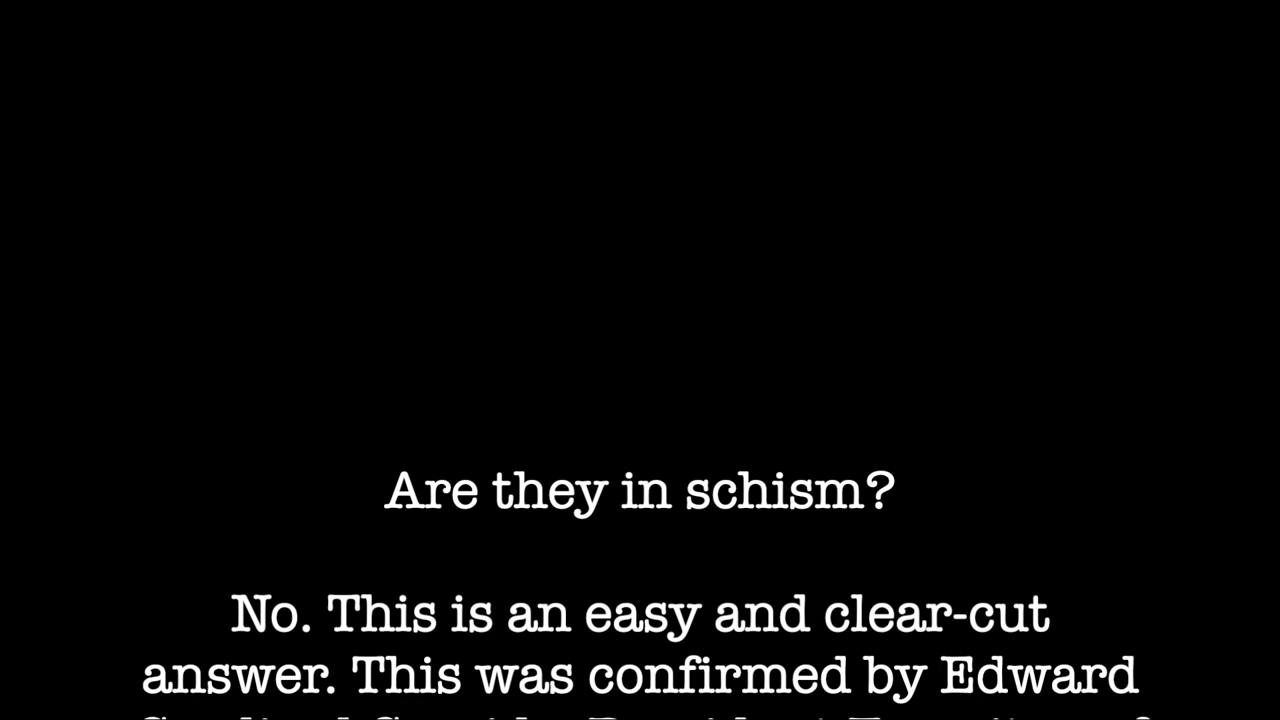 Are they in schism?
No. This is an easy and clear-cut
answer. This was confirmed by Edward